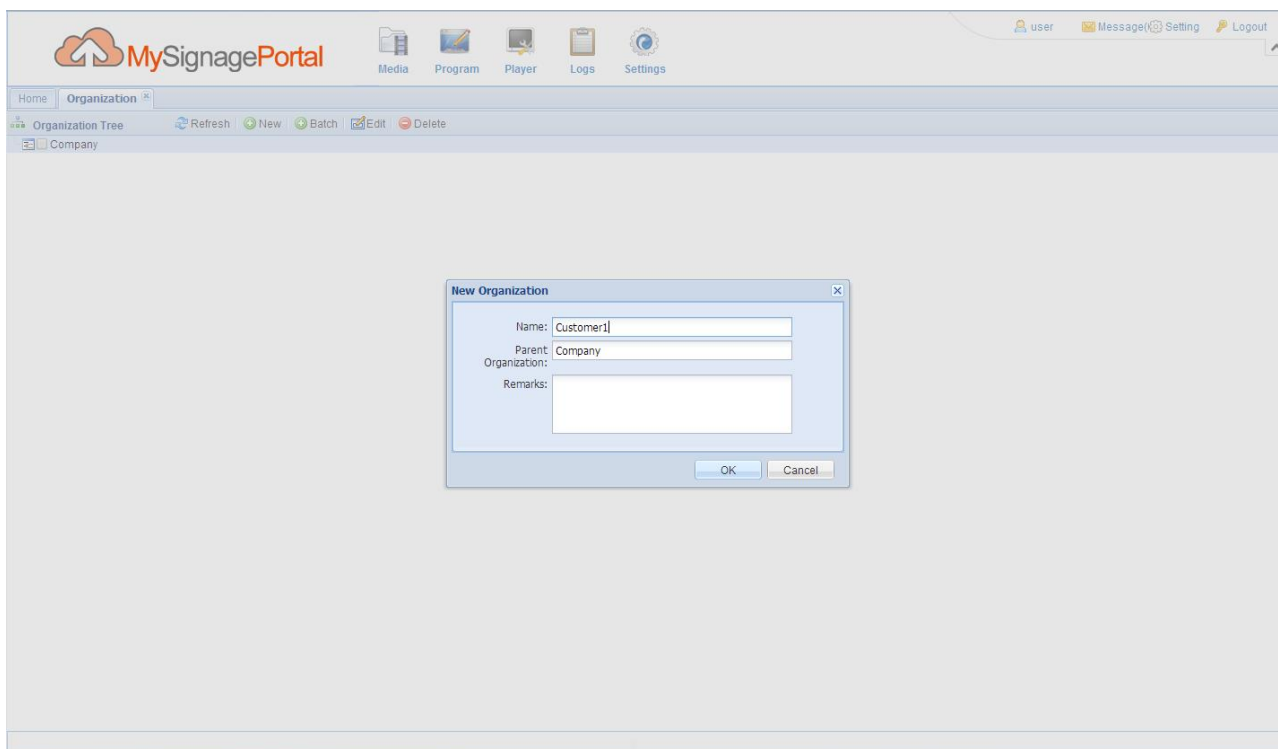 MySignagePortal
Media Program Player Logs Settings
user Message( Setting Logout
Home Organization
Organization Tree Refresh New Batch Edit Delete
Company
New Organization
Name: Customer1
Parent Organization: Company
Remarks:
OK Cancel